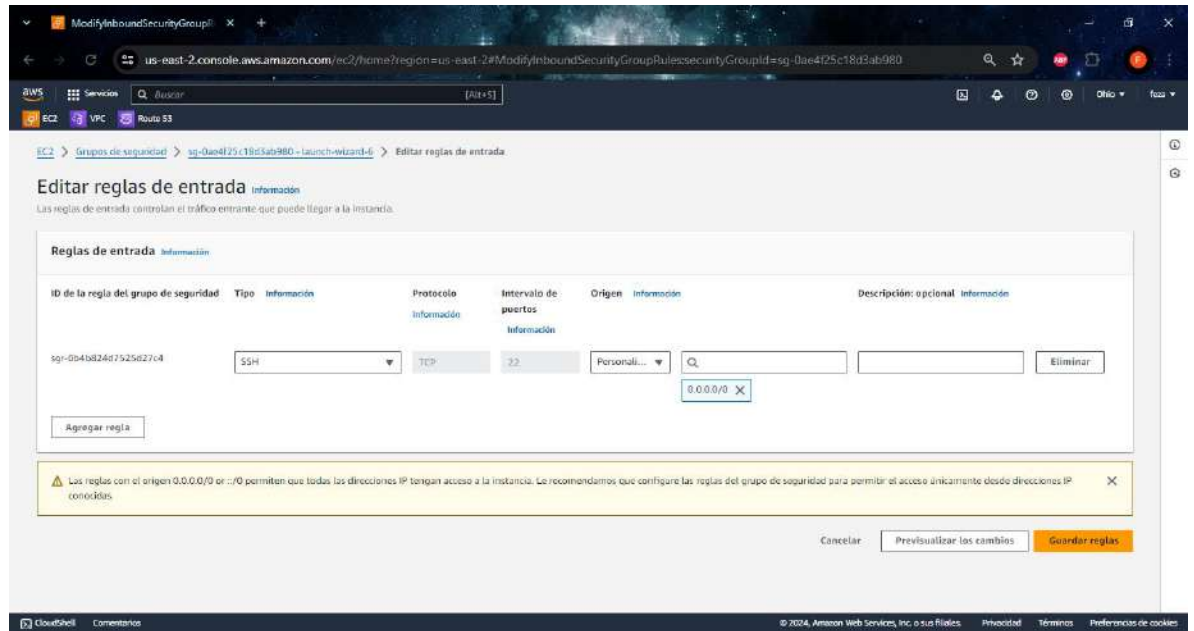 ModifyInboundSecurityGroupR
us-east-2.console.aws.amazon.com/ec2/home?region=us-east-2#ModifyInboundSecurityGroupRules:securityGroupId=sg-0ae4f25c18d3ab980
aws Servicios Buscar [Alt+S] Ohio
EC2 VPC Route 53
EC2 > Grupos de seguridad > sg-0ae4f25c18d3ab980 - launch-wizard-6 > Editar reglas de entrada
Editar reglas de entrada Información
Las reglas de entrada controlan el tráfico entrante que puede llegar a la instancia.
Reglas de entrada Información
ID de la regla del grupo de seguridad Tipo Información Protocolo Intervalo de Origen Información Descripción: opcional Información
Información puertos
Información
sgr-0b4b824d7525d27c4 SSH TCP 22 Personali... Eliminar
0.0.0.0/0
Agregar regla
Las reglas con el origen 0.0.0.0/0 or ::/0 permiten que todas las direcciones IP tengan acceso a la instancia. Le recomendamos que configure las reglas del grupo de seguridad para permitir el acceso únicamente desde direcciones IP
conocidas.
Cancelar Previsualizar los cambios Guardar reglas
CloudShell Comentarios © 2024, Amazon Web Services, Inc. o sus filiales. Privacidad Términos Preferencias de cookies